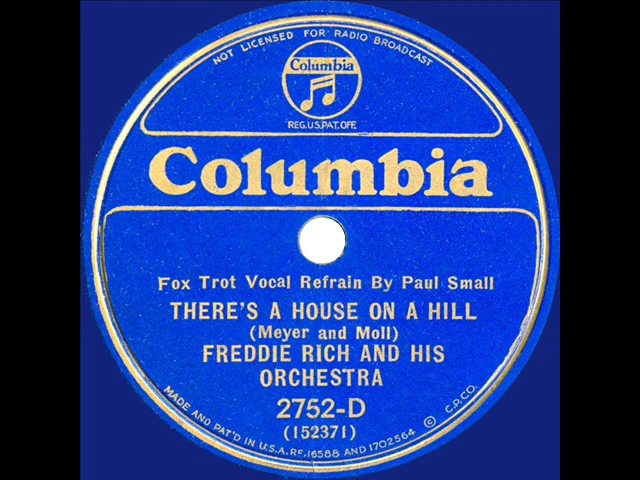 NOT LICENSED FOR RADIO BROADCAST
Columbia
REG.U.S.PAT.OFF.
Columbia
Fox Trot Vocal Refrain By Paul Small
THERE'S A HOUSE ON A HILL
(Meyer and Moll)
FREDDIE RICH AND HIS
ORCHESTRA
2752-D
(152371)
MADE AND PAT'D IN U.S.A. RE.16588 AND 1702564 © C.P.CO.